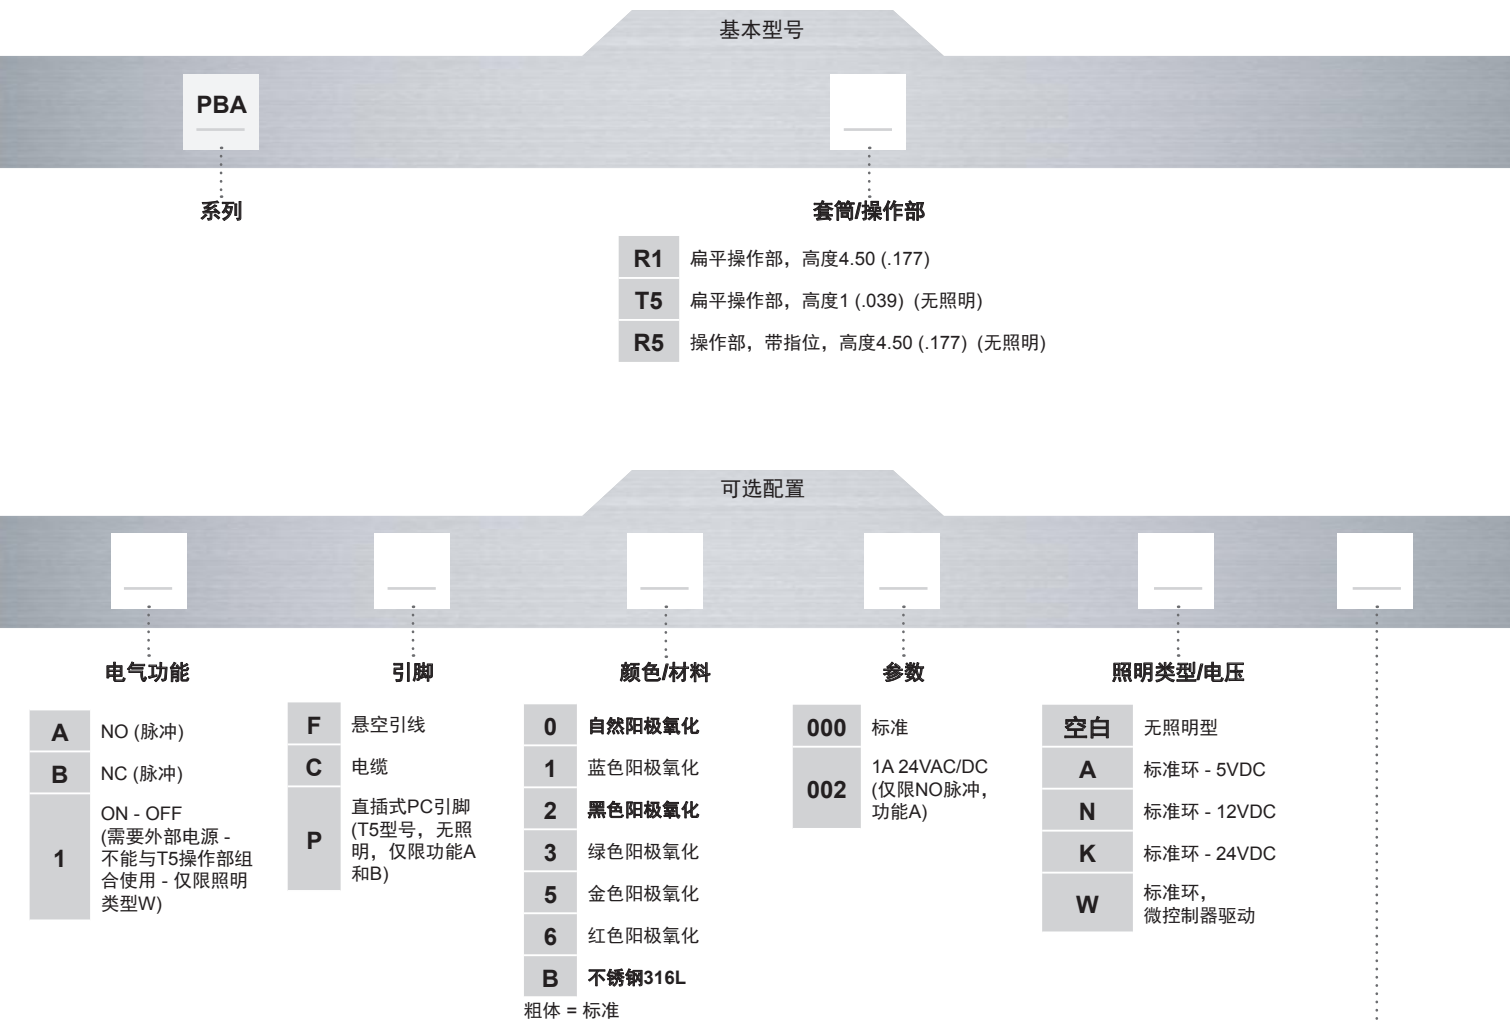 基本型号
PBA
系列
套筒/操作部
R1 扁平操作部，高度4.50 (.177)
T5 扁平操作部，高度1 (.039) (无照明)
R5 操作部，带指位，高度4.50 (.177) (无照明)
可选配置
电气功能
A NO (脉冲)
B NC (脉冲)
1 ON - OFF
(需要外部电源 -
不能与T5操作部组
合使用 - 仅限照明
类型W)
引脚
F 悬空引线
C 电缆
P 直插式PC引脚
(T5型号，无照
明，仅限功能A
和B)
颜色/材料
0 自然阳极氧化
1 蓝色阳极氧化
2 黑色阳极氧化
3 绿色阳极氧化
5 金色阳极氧化
6 红色阳极氧化
B 不锈钢316L
粗体 = 标准
参数
000 标准
002 1A 24VAC/DC
(仅限NO脉冲，
功能A)
照明类型/电压
空白 无照明型
A 标准环 - 5VDC
N 标准环 - 12VDC
K 标准环 - 24VDC
W 标准环，
微控制器驱动